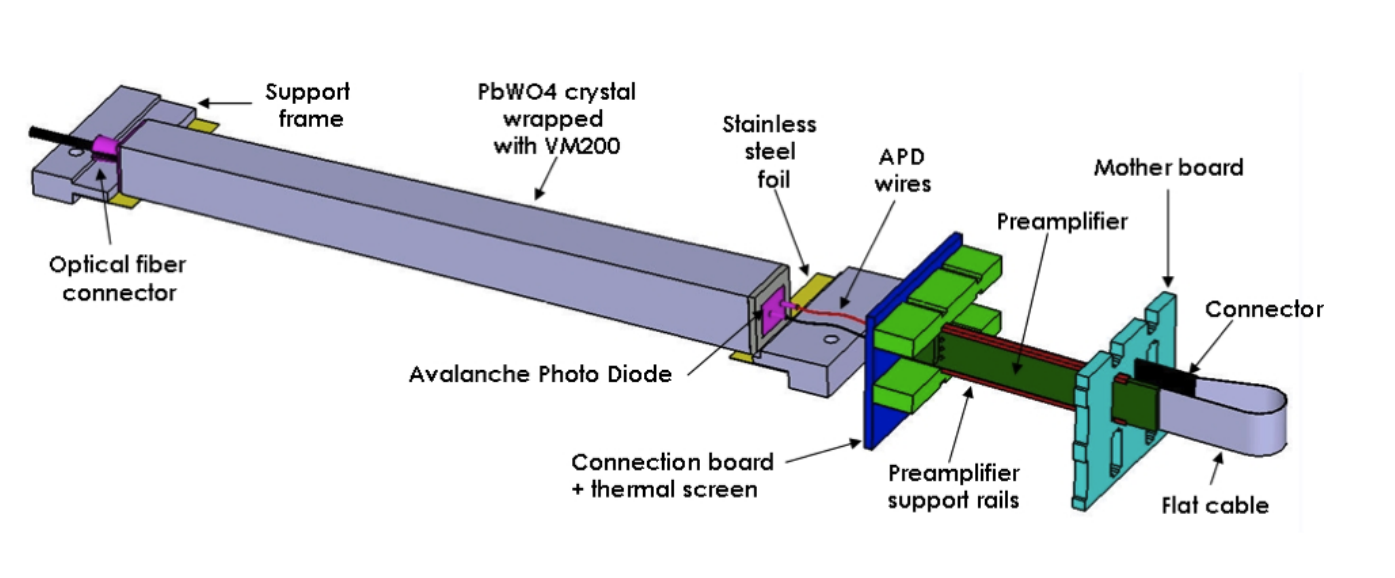 Support
frame
PbWO4 crystal
wrapped
with VM200
Stainless
steel
foil
APD
wires
Mother board
Preamplifier
Optical fiber
connector
Connector
Avalanche Photo Diode
Connection board
+ thermal screen
Preamplifier
support rails
Flat cable